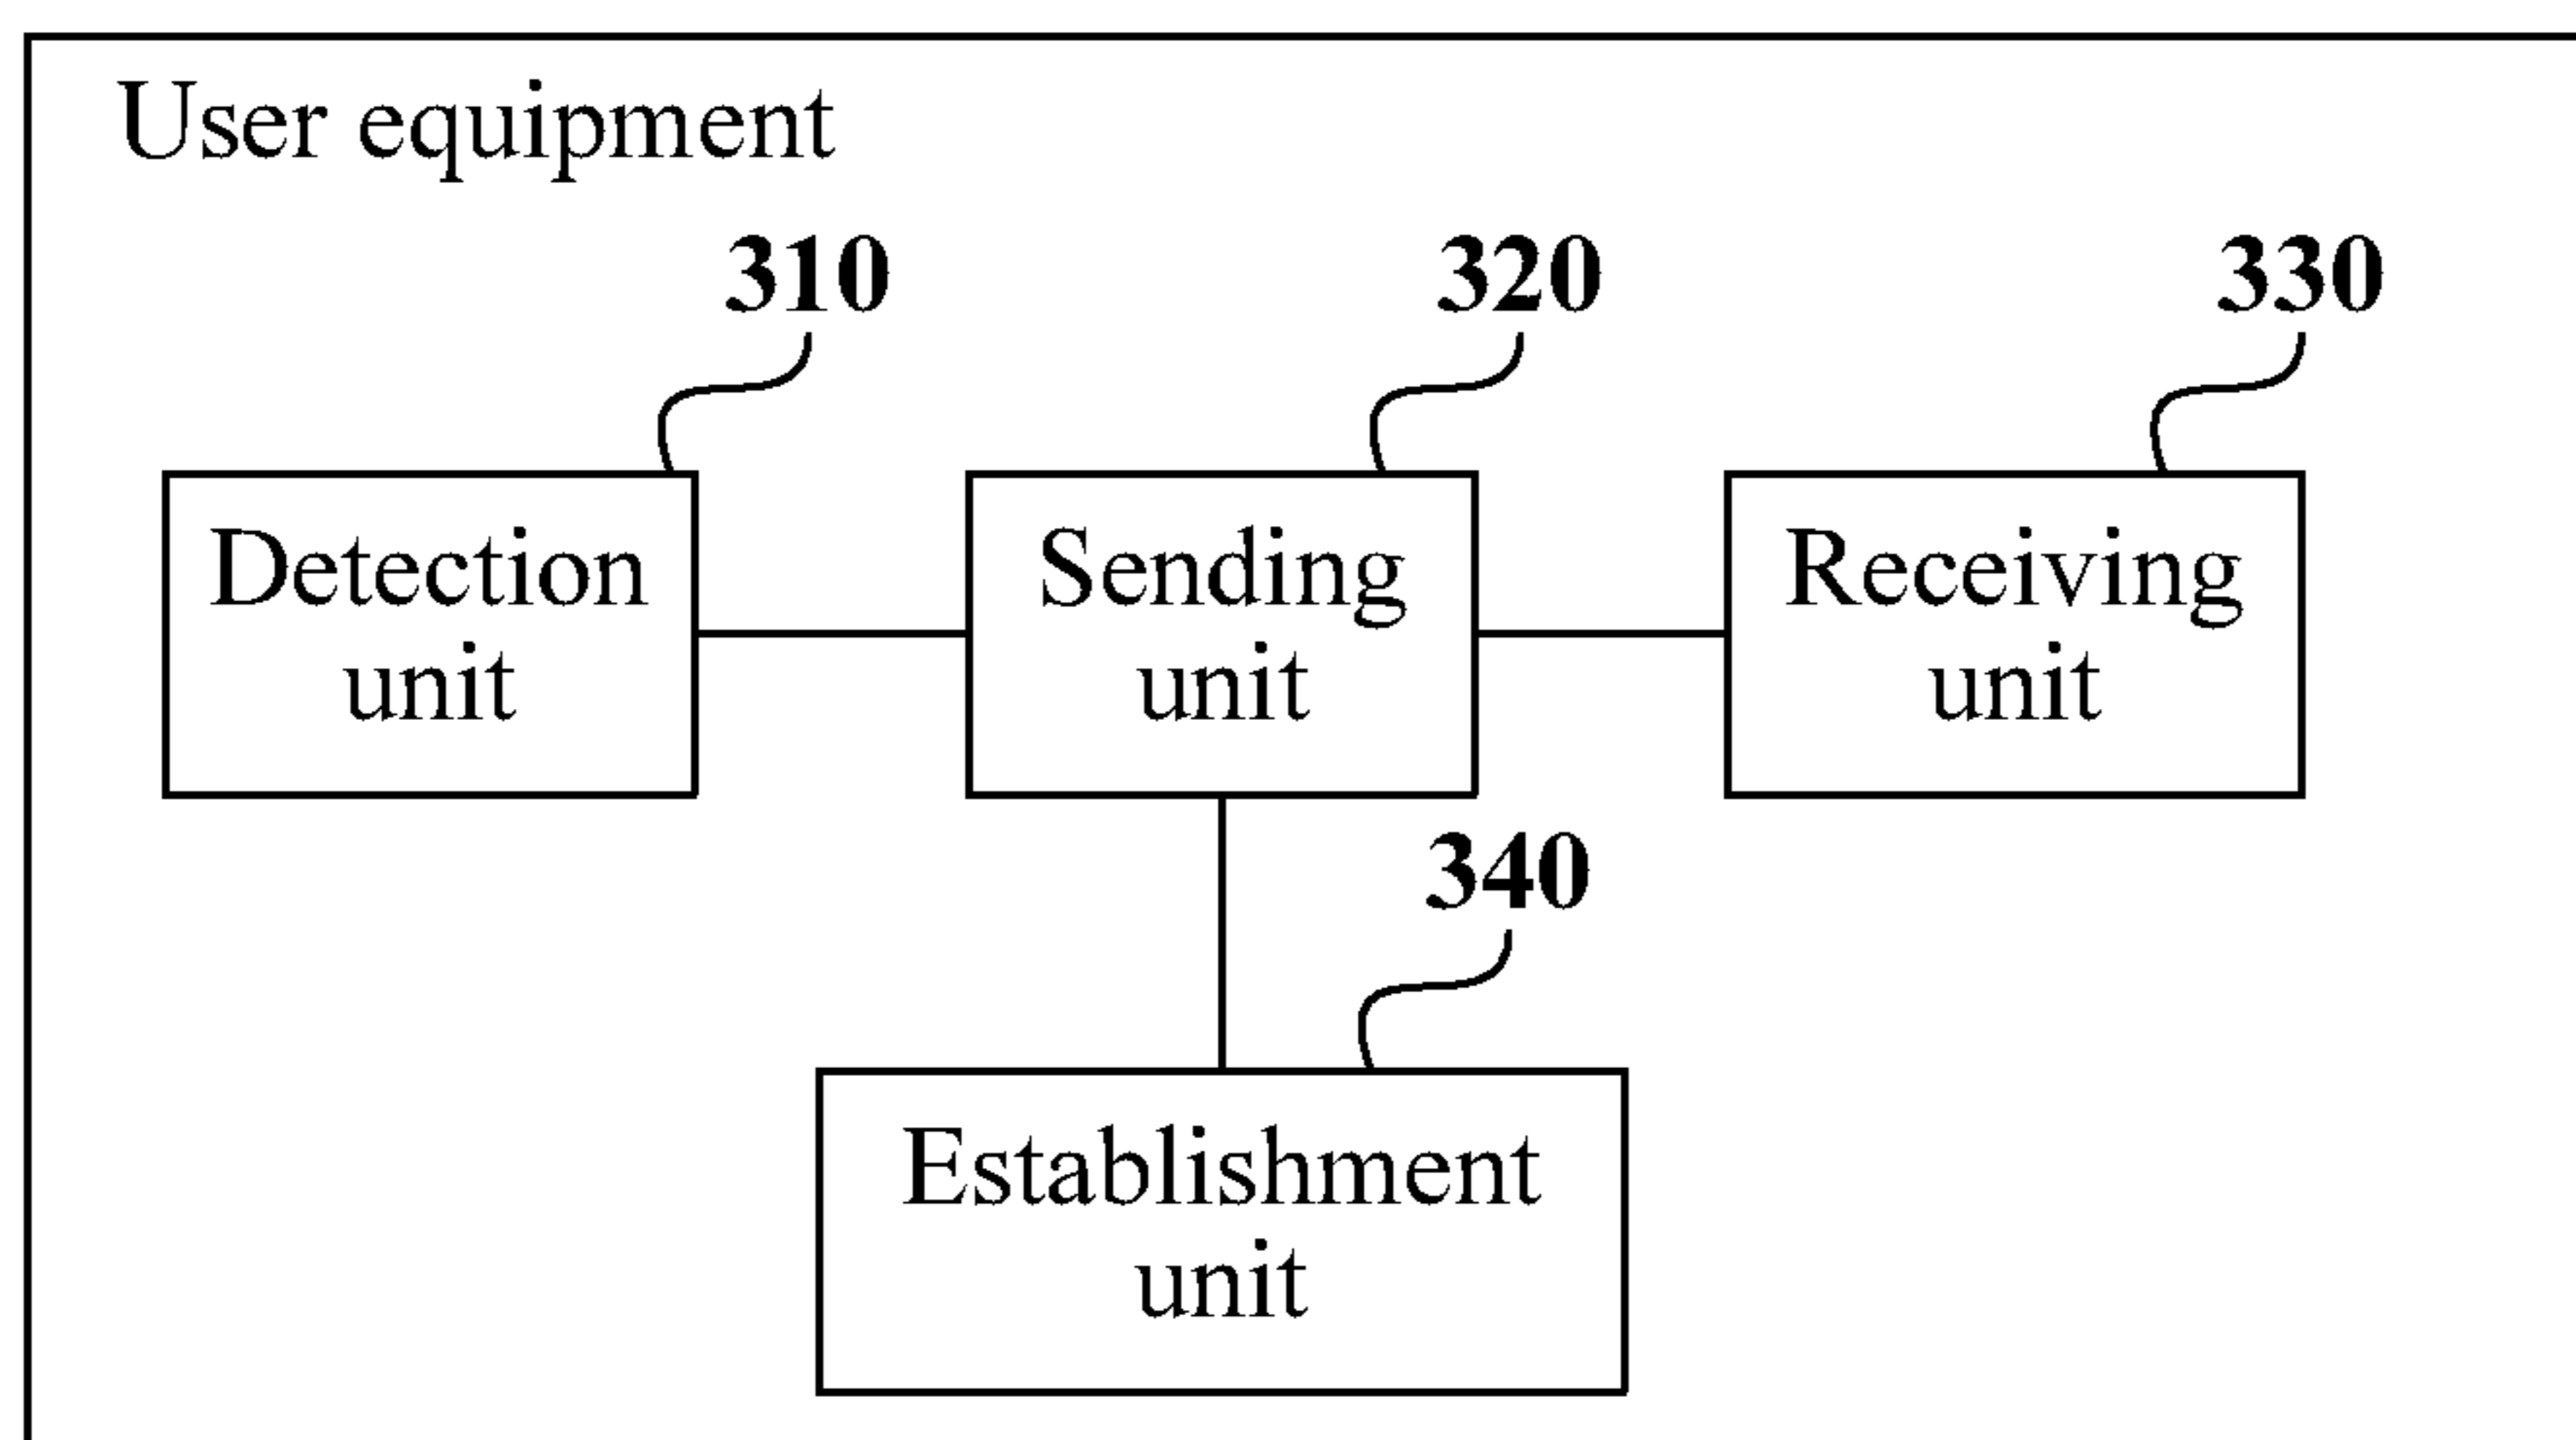 User equipment
310
320
330
Detection
unit
Sending
unit
Receiving
unit
340
Establishment
unit